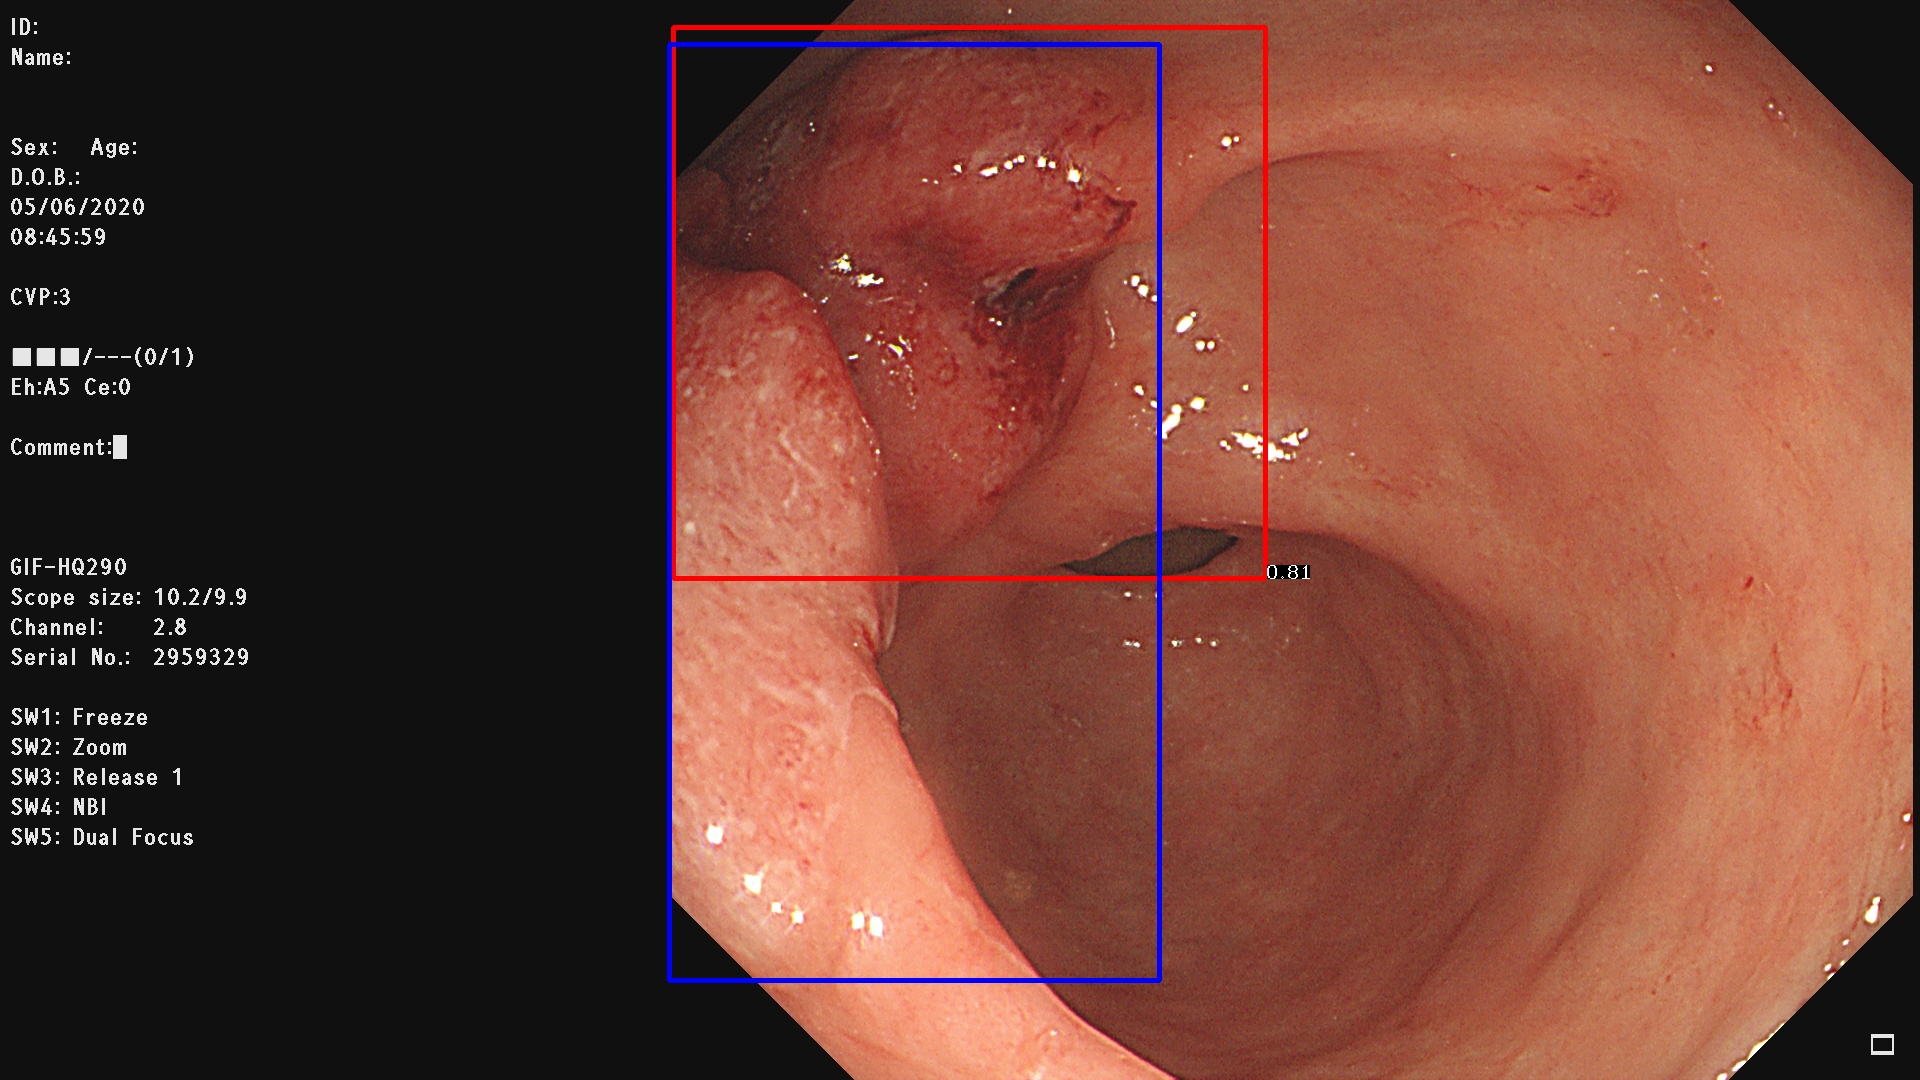 ID:
Name:
Sex: Age:
D.O.B.:
05/06/2020
08:45:59
CVP:3
■■■/---(0/1)
Eh:A5 Ce:0
Comment:
GIF-HQ290
Scope size: 10.2/9.9
Channel: 2.8
Serial No.: 2959329
SW1: Freeze
SW2: Zoom
SW3: Release 1
SW4: NBI
SW5: Dual Focus
0.81